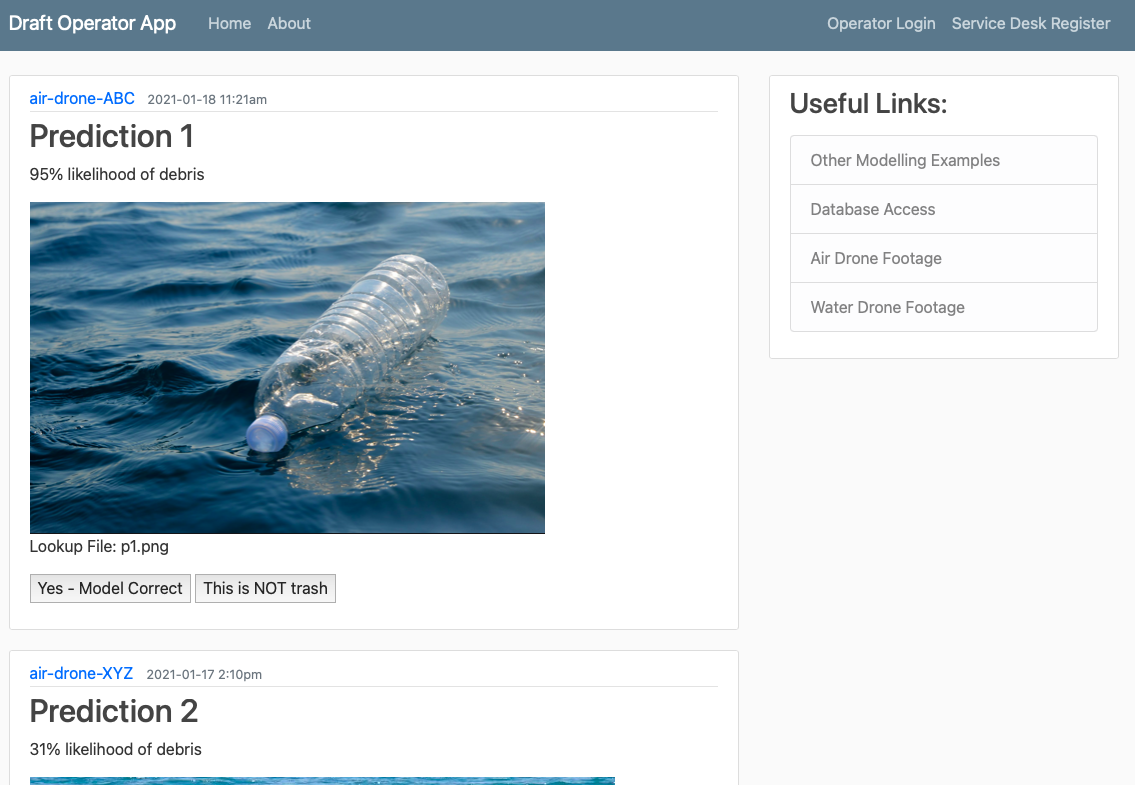 Draft Operator App Home About Operator Login Service Desk Register
air-drone-ABC 2021-01-18 11:21am
Prediction 1
95% likelihood of debris
Lookup File: p1.png
Yes - Model Correct This is NOT trash
air-drone-XYZ 2021-01-17 2:10pm
Prediction 2
31% likelihood of debris
Useful Links:
Other Modelling Examples
Database Access
Air Drone Footage
Water Drone Footage